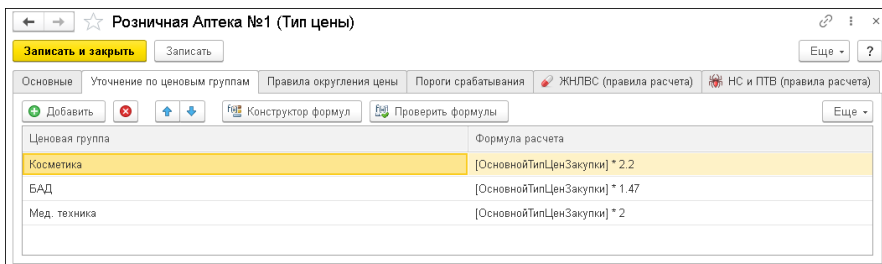 Розничная Аптека №1 (Тип цены)
Записать и закрыть Записать Еще ?
Основные Уточнение по ценовым группам Правила округления цены Пороги срабатывания ЖНЛВС (правила расчета) НС и ПТВ (правила расчета)
Добавить Конструктор формул Проверить формулы Еще
Ценовая группа Формула расчета
Косметика [ОсновнойТипЦенЗакупки] * 2.2
БАД [ОсновнойТипЦенЗакупки] * 1.47
Мед. техника [ОсновнойТипЦенЗакупки] * 2